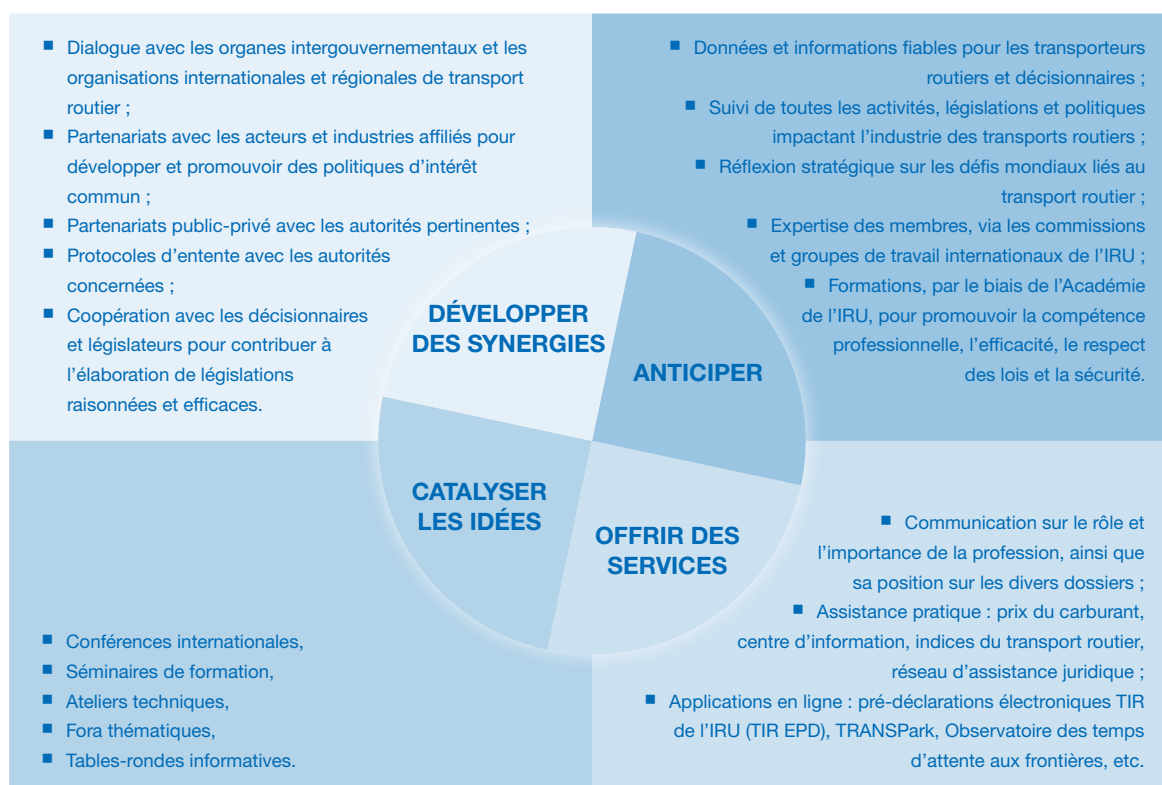 ■ Dialogue avec les organes intergouvernementaux et les
organisations internationales et régionales de transport
routier ;
■ Partenariats avec les acteurs et industries affiliés pour
développer et promouvoir des politiques d’intérêt
commun ;
■ Partenariats public-privé avec les autorités pertinentes ;
■ Protocoles d’entente avec les autorités
concernées ;
■ Coopération avec les décisionnaires
et législateurs pour contribuer à
l’élaboration de législations
raisonnées et efficaces.
■ Données et informations fiables pour les transporteurs
routiers et décisionnaires ;
■ Suivi de toutes les activités, législations et politiques
impactant l’industrie des transports routiers ;
■ Réflexion stratégique sur les défis mondiaux liés au
transport routier ;
■ Expertise des membres, via les commissions
et groupes de travail internationaux de l’IRU ;
■ Formations, par le biais de l’Académie
de l’IRU, pour promouvoir la compétence
professionnelle, l’efficacité, le respect
des lois et la sécurité.
DÉVELOPPER
DES SYNERGIES
ANTICIPER
CATALYSER
LES IDÉES
OFFRIR DES
SERVICES
■ Conférences internationales,
■ Séminaires de formation,
■ Ateliers techniques,
■ Fora thématiques,
■ Tables-rondes informatives.
■ Communication sur le rôle et
l’importance de la profession, ainsi que
sa position sur les divers dossiers ;
■ Assistance pratique : prix du carburant,
centre d’information, indices du transport routier,
réseau d’assistance juridique ;
■ Applications en ligne : pré-déclarations électroniques TIR
de l’IRU (TIR EPD), TRANSPark, Observatoire des temps
d’attente aux frontières, etc.